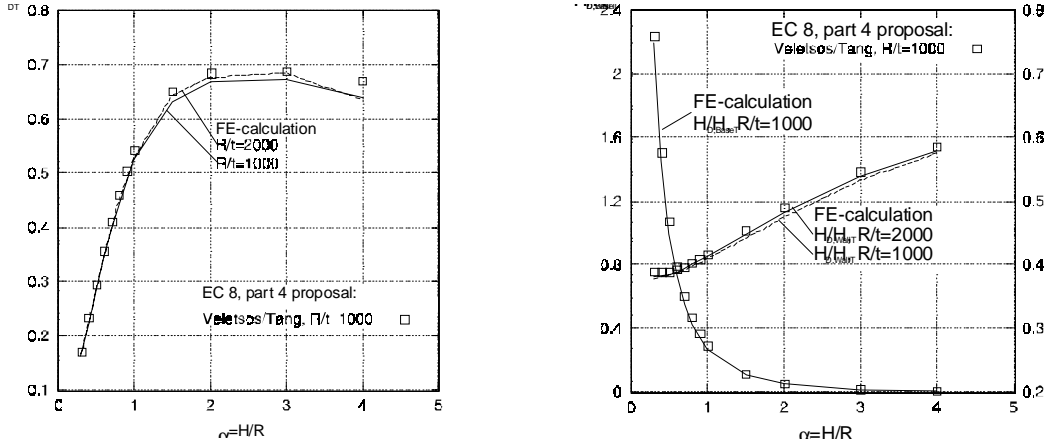 DT
0.8
0.7
0.6
0.5
0.4
0.3
0.2
0.1
0
1
2
3
4
5
FE-calculation
R/t=2000
R/t=1000
EC 8, part 4 proposal:
Veletsos/Tang, R/t 1000
α=H/R
2.4
2
1.6
1.2
0.8
0.4
0
0.8
0.7
0.6
0.5
0.4
0.3
0.2
0
1
2
3
4
5
EC 8, part 4 proposal:
Veletsos/Tang, R/t=1000
FE-calculation
H/H D,BaseT R/t=1000
FE-calculation
H/H D,WallT R/t=2000
H/H D,WallT R/t=1000
α=H/R